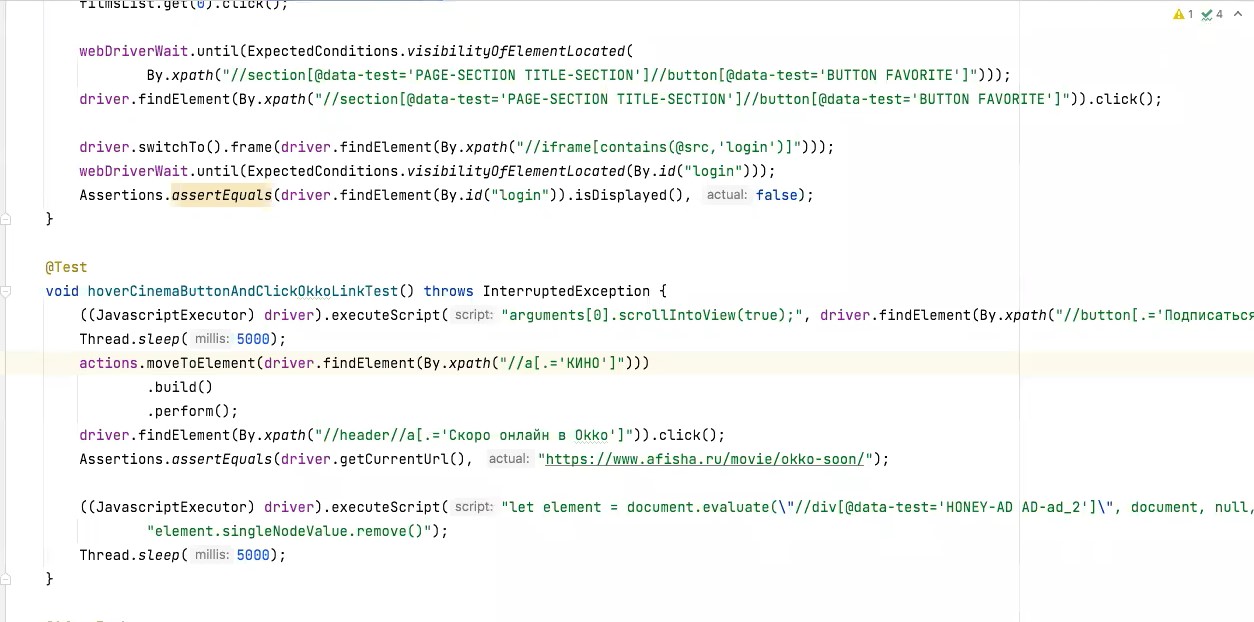 filmsList.get(0).click();
1 4
webDriverWait.until(ExpectedConditions.visibilityOfElementLocated(
By.xpath("//section[@data-test='PAGE-SECTION TITLE-SECTION']//button[@data-test='BUTTON FAVORITE']")));
driver.findElement(By.xpath("//section[@data-test='PAGE-SECTION TITLE-SECTION']//button[@data-test='BUTTON FAVORITE']")).click();
driver.switchTo().frame(driver.findElement(By.xpath("//iframe[contains(@src,'login')]")));
webDriverWait.until(ExpectedConditions.visibilityOfElementLocated(By.id("login")));
Assertions.assertEquals(driver.findElement(By.id("login")).isDisplayed(), actual: false);
}
@Test
void hoverCinemaButtonAndClickOkkoLinkTest() throws InterruptedException {
((JavascriptExecutor) driver).executeScript( script: "arguments[0].scrollIntoView(true);", driver.findElement(By.xpath("//button[.='Подписаться
Thread.sleep( millis: 5000);
actions.moveToElement(driver.findElement(By.xpath("//a[.='КИНО']")))
.build()
.perform();
driver.findElement(By.xpath("//header//a[.='Скоро онлайн в Okko']")).click();
Assertions.assertEquals(driver.getCurrentUrl(), actual: "https://www.afisha.ru/movie/okko-soon/");
((JavascriptExecutor) driver).executeScript( script: "let element = document.evaluate(\"//div[@data-test='HONEY-AD AD-ad_2']\", document, null,
"element.singleNodeValue.remove()");
Thread.sleep( millis: 5000);
}